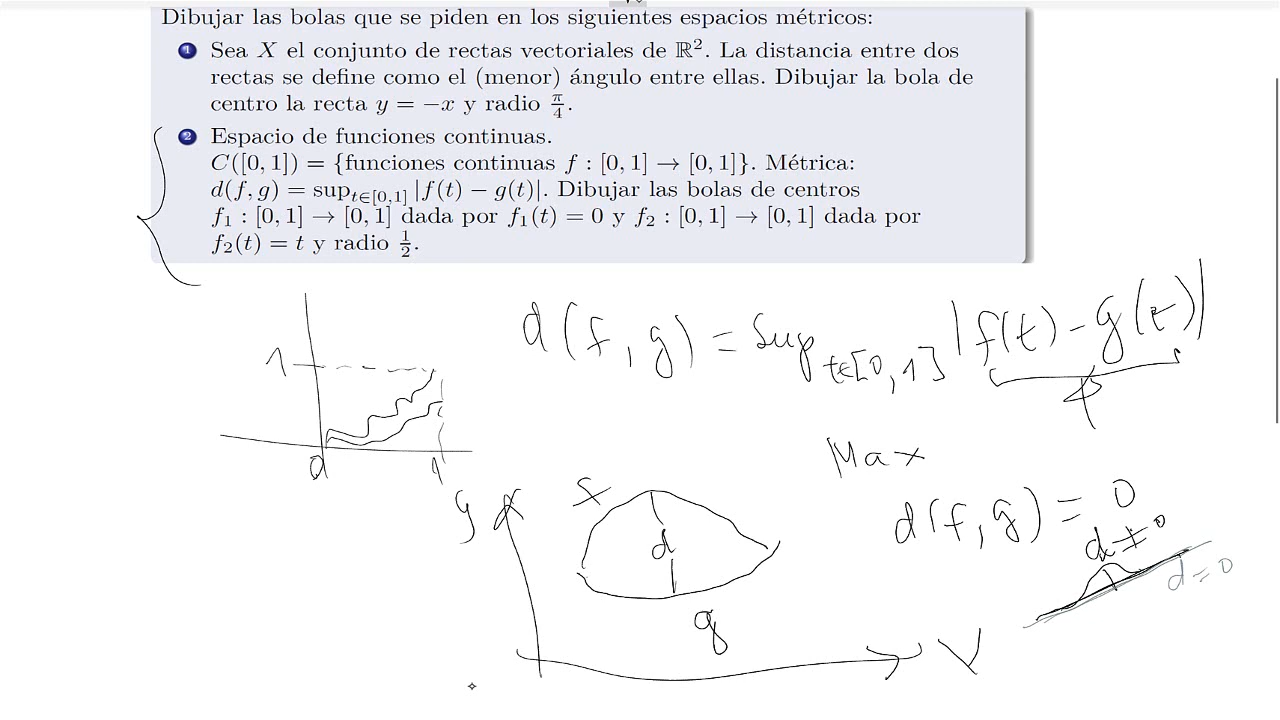 Dibujar las bolas que se piden en los siguientes espacios métricos:
1 Sea X el conjunto de rectas vectoriales de ℝ². La distancia entre dos
rectas se define como el (menor) ángulo entre ellas. Dibujar la bola de
centro la recta y = −x y radio π/4.
2 Espacio de funciones continuas.
C([0, 1]) = {funciones continuas f : [0, 1] → [0, 1]}. Métrica:
d(f, g) = sup_{t∈[0,1]} |f(t) − g(t)|. Dibujar las bolas de centros
f₁ : [0, 1] → [0, 1] dada por f₁(t) = 0 y f₂ : [0, 1] → [0, 1] dada por
f₂(t) = t y radio 1/2.
d(f, g) = Sup_{t∈[0, 1]} |f(t) - g(t)|
1
0 1
Max
d(f, g) = 0
d ≠ 0
d = 0
y
f
d
g